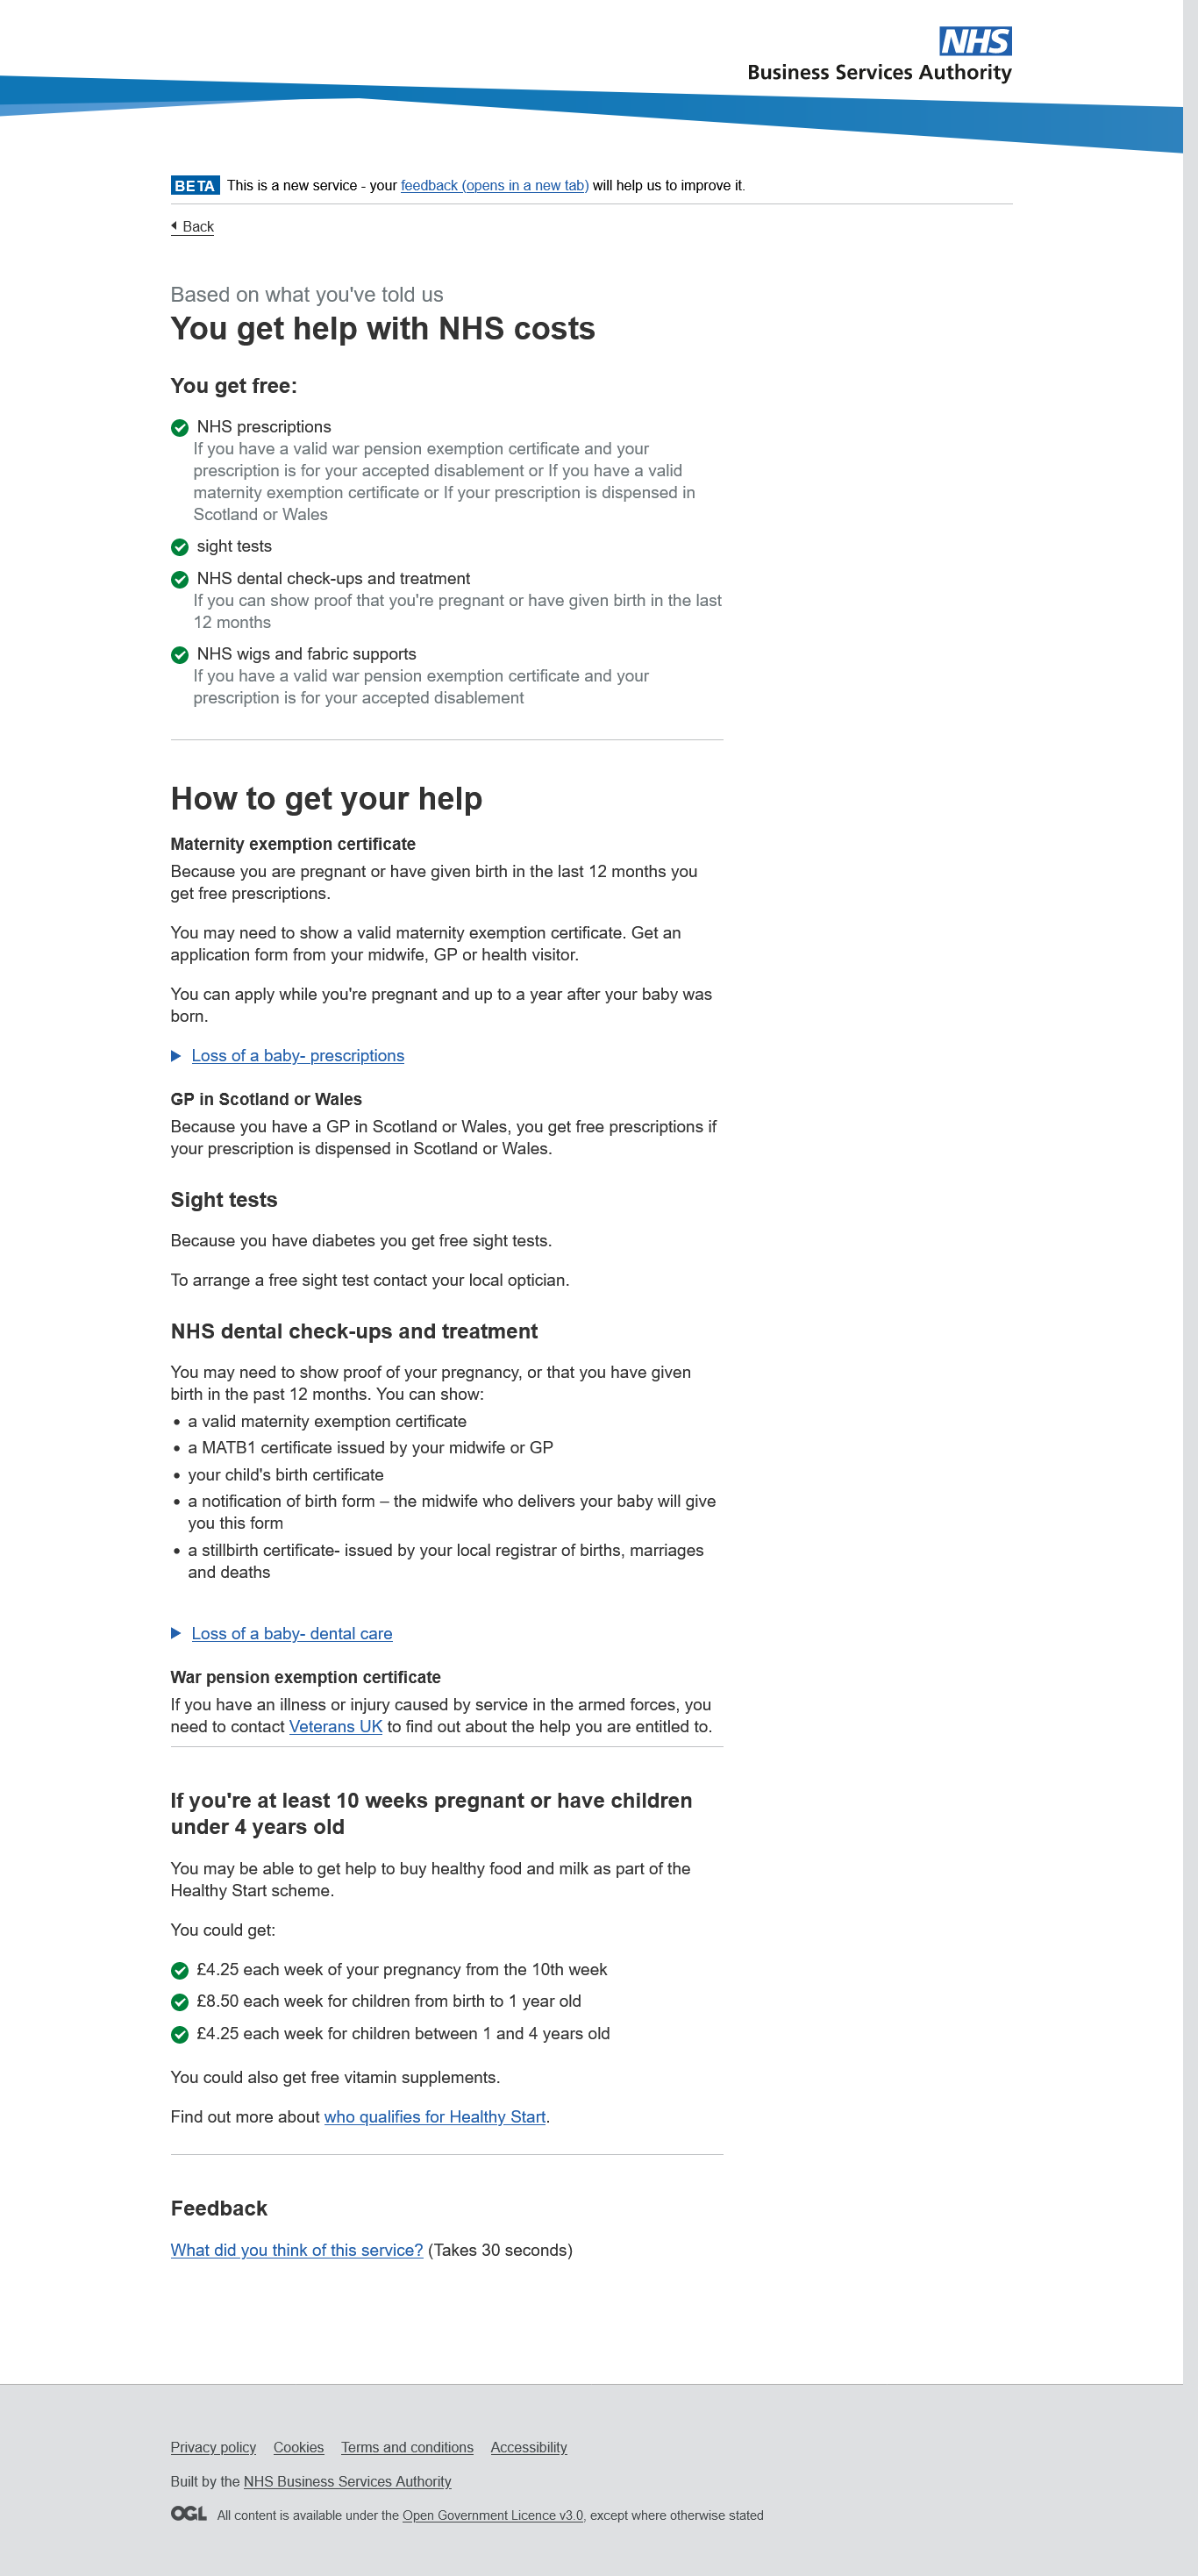 NHS
Business Services Authority
BETA This is a new service - your feedback (opens in a new tab) will help us to improve it.
Back
Based on what you've told us
You get help with NHS costs
You get free:
NHS prescriptions
If you have a valid war pension exemption certificate and your
prescription is for your accepted disablement or If you have a valid
maternity exemption certificate or If your prescription is dispensed in
Scotland or Wales
sight tests
NHS dental check-ups and treatment
If you can show proof that you're pregnant or have given birth in the last
12 months
NHS wigs and fabric supports
If you have a valid war pension exemption certificate and your
prescription is for your accepted disablement
How to get your help
Maternity exemption certificate
Because you are pregnant or have given birth in the last 12 months you
get free prescriptions.
You may need to show a valid maternity exemption certificate. Get an
application form from your midwife, GP or health visitor.
You can apply while you're pregnant and up to a year after your baby was
born.
Loss of a baby- prescriptions
GP in Scotland or Wales
Because you have a GP in Scotland or Wales, you get free prescriptions if
your prescription is dispensed in Scotland or Wales.
Sight tests
Because you have diabetes you get free sight tests.
To arrange a free sight test contact your local optician.
NHS dental check-ups and treatment
You may need to show proof of your pregnancy, or that you have given
birth in the past 12 months. You can show:
• a valid maternity exemption certificate
• a MATB1 certificate issued by your midwife or GP
• your child's birth certificate
• a notification of birth form – the midwife who delivers your baby will give
you this form
• a stillbirth certificate- issued by your local registrar of births, marriages
and deaths
Loss of a baby- dental care
War pension exemption certificate
If you have an illness or injury caused by service in the armed forces, you
need to contact Veterans UK to find out about the help you are entitled to.
If you're at least 10 weeks pregnant or have children
under 4 years old
You may be able to get help to buy healthy food and milk as part of the
Healthy Start scheme.
You could get:
£4.25 each week of your pregnancy from the 10th week
£8.50 each week for children from birth to 1 year old
£4.25 each week for children between 1 and 4 years old
You could also get free vitamin supplements.
Find out more about who qualifies for Healthy Start.
Feedback
What did you think of this service? (Takes 30 seconds)
Privacy policy Cookies Terms and conditions Accessibility
Built by the NHS Business Services Authority
OGL All content is available under the Open Government Licence v3.0, except where otherwise stated